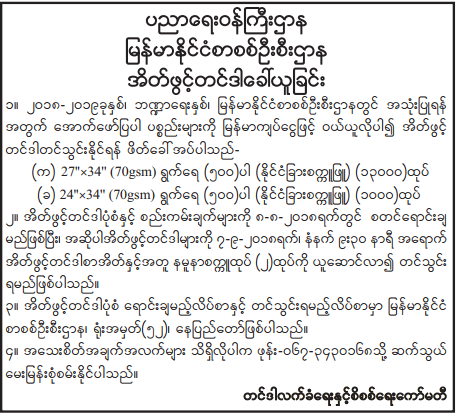 ပညာရေးဝန်ကြီးဌာန
မြန်မာနိုင်ငံစာစစ်ဦးစီးဌာန
အိတ်ဖွင့်တင်ဒါခေါ်ယူခြင်း
၁။ ၂၀၁၈-၂၀၁၉ခုနှစ်၊ ဘဏ္ဍာရေးနှစ်၊ မြန်မာနိုင်ငံစာစစ်ဦးစီးဌာနတွင် အသုံးပြုရန်
အတွက် အောက်ဖော်ပြပါ ပစ္စည်းများကို မြန်မာကျပ်ငွေဖြင့် ဝယ်ယူလိုပါ၍ အိတ်ဖွင့်
တင်ဒါတင်သွင်းနိုင်ရန် ဖိတ်ခေါ် အပ်ပါသည်-
(က) 27"×34" (70gsm) ရွက်ရေ (၅၀၀)ပါ (နိုင်ငံခြားစက္ကူဖြူ) (၁၃၀၀၀)ထုပ်
(ခ) 24"×34" (70gsm) ရွက်ရေ (၅၀၀)ပါ (နိုင်ငံခြားစက္ကူဖြူ) (၁၀၀၀)ထုပ်
၂။ အိတ်ဖွင့်တင်ဒါပုံစံနှင့် စည်းကမ်းချက်များကို ၈-၈-၂၀၁၈ရက်တွင် စတင်ရောင်းချ
မည်ဖြစ်ပြီး၊ အဆိုပါအိတ်ဖွင့်တင်ဒါများကို ၇-၉-၂၀၁၈ရက်၊ နံနက် ၉း၃၀ နာရီ အရောက်
အိတ်ဖွင့်တင်ဒါစာအိတ်နှင့်အတူ နမူနာစက္ကူထုပ် (၂)ထုပ်ကို ယူဆောင်လာ၍ တင်သွင်း
ရမည်ဖြစ်ပါသည်။
၃။ အိတ်ဖွင့်တင်ဒါပုံစံ ရောင်းချမည့်လိပ်စာနှင့် တင်သွင်းရမည့်လိပ်စာမှာ မြန်မာနိုင်ငံ
စာစစ်ဦးစီးဌာန၊ ရုံးအမှတ်(၅၂)၊ နေပြည်တော်ဖြစ်ပါသည်။
၄။ အသေးစိတ်အချက်အလက်များ သိရှိလိုပါက ဖုန်း-၀၆၇-၃၄၃၀၁၆၈သို့ ဆက်သွယ်
မေးမြန်းစုံစမ်းနိုင်ပါသည်။
တင်ဒါလက်ခံရေးနှင့်စိစစ်ရေးကော်မတီ